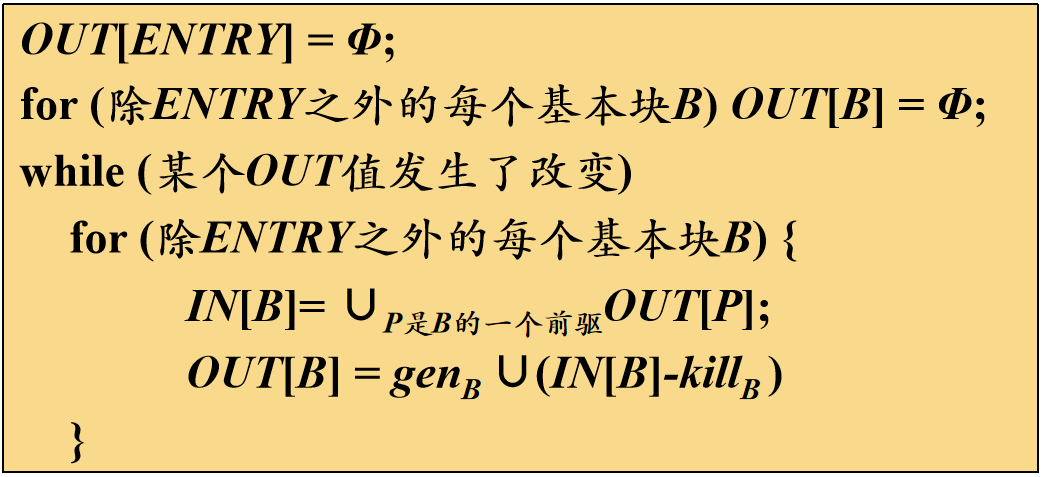 OUT[ENTRY] = Φ;
for (除ENTRY之外的每个基本块B) OUT[B] = Φ;
while (某个OUT值发生了改变)
for (除ENTRY之外的每个基本块B) {
IN[B]= ∪P是B的一个前驱OUT[P];
OUT[B] = genB ∪(IN[B]-killB )
}